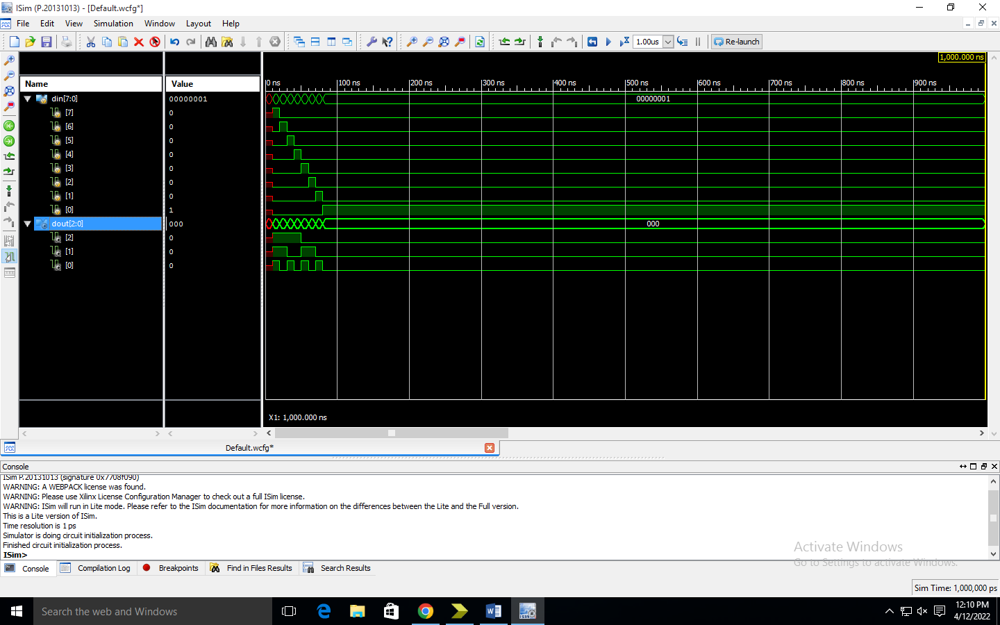 ISim (P.20131013) - [Default.wcfg*]
File Edit View Simulation Window Layout Help
1.00us Re-launch
1,000.000 ns
Name Value
0 ns 100 ns 200 ns 300 ns 400 ns 500 ns 600 ns 700 ns 800 ns 900 ns
din[7:0] 00000001 00000001
[7] 0
[6] 0
[5] 0
[4] 0
[3] 0
[2] 0
[1] 0
[0] 1
dout[2:0] 000 000
[2] 0
[1] 0
[0] 0
X1: 1,000.000 ns
Default.wcfg*
Console
ISim P.20131013 (signature 0x7708f090)
WARNING: A WEBPACK license was found.
WARNING: Please use Xilinx License Configuration Manager to check out a full ISim license.
WARNING: ISim will run in Lite mode. Please refer to the ISim documentation for more information on the differences between the Lite and the Full version.
This is a Lite version of ISim.
Time resolution is 1 ps
Simulator is doing circuit initialization process.
Finished circuit initialization process.
ISim>
Activate Windows
Go to Settings to activate Windows.
Console Compilation Log Breakpoints Find in Files Results Search Results
Sim Time: 1,000,000 ps
Search the web and Windows
12:10 PM
4/12/2022